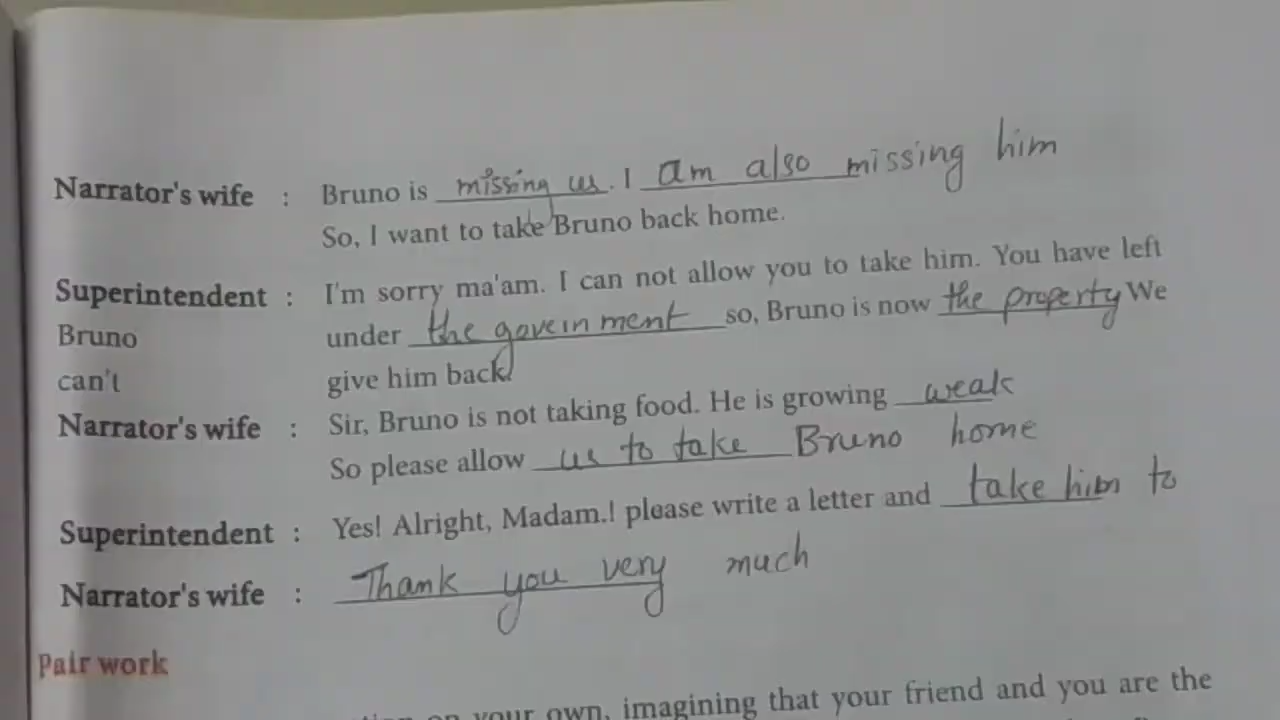 Narrator's wife : Bruno is missing us. I am also missing him
So, I want to take Bruno back home.
Superintendent : I'm sorry ma'am. I can not allow you to take him. You have left
Bruno under the government so, Bruno is now the property We
can't give him back.
Narrator's wife : Sir, Bruno is not taking food. He is growing weak
So please allow us to take Bruno home
Superintendent : Yes! Alright, Madam.! please write a letter and take him to
Narrator's wife : Thank you very much
Pair work
on your own, imagining that your friend and you are the